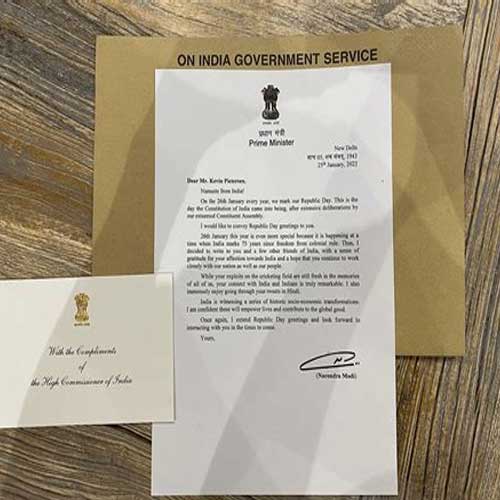 ON INDIA GOVERNMENT SERVICE
प्रधान मंत्री
Prime Minister
New Delhi
05, 1943
25th January, 2022
Dear Mr. Kevin Pietersen,
Namaste from India!
On the 26th January every year, we mark our Republic Day. This is the
day the Constitution of India came into being, after extensive deliberations by
our esteemed Constituent Assembly.
I would like to convey Republic Day greetings to you.
26th January this year is even more special because it is happening at a
time when India marks 75 years since freedom from colonial rule. Thus, I
decided to write to you and a few other friends of India, with a sense of
gratitude for your affection towards India and a hope that you continue to work
closely with our nation as well as our people.
While your exploits on the cricketing field are still fresh in the memories
of all of us, your connect with India and Indians is truly remarkable. I also
immensely enjoy going through your tweets in Hindi.
India is witnessing a series of historic socio-economic transformations.
I am confident these will empower lives and contribute to the global good.
Once again, I extend Republic Day greetings and look forward to
interacting with you in the times to come.
Yours,
(Narendra Modi)
With the Compliments
of
the High Commissioner of India